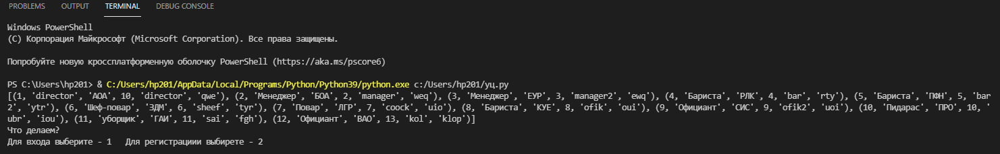 PROBLEMS OUTPUT TERMINAL DEBUG CONSOLE
Windows PowerShell
(C) Корпорация Майкрософт (Microsoft Corporation). Все права защищены.
Попробуйте новую кроссплатформенную оболочку PowerShell (https://aka.ms/pscore6)
PS C:\Users\hp201> & C:/Users/hp201/AppData/Local/Programs/Python/Python39/python.exe c:/Users/hp201/уц.py
[(1, 'director', 'АОА', 10, 'director', 'qwe'), (2, 'Менеджер', 'БОА', 2, 'manager', 'weq'), (3, 'Менеджер', 'ЕУР', 3, 'manager2', 'ewq'), (4, 'Бариста', 'РЛК', 4, 'bar', 'rty'), (5, 'Бариста', 'ПФН', 5, 'bar
2', 'ytr'), (6, 'Шеф-повар', 'ЗДМ', 6, 'sheef', 'tyr'), (7, 'Повар', 'ЛГР', 7, 'coock', 'uio'), (8, 'Бариста', 'КУЕ', 8, 'ofik', 'oui'), (9, 'Официант', 'СИС', 9, 'ofik2', 'uoi'), (10, 'Пидарас', 'ПРО', 10, '
ubr', 'iou'), (11, 'уборщик', 'ГАИ', 11, 'sai', 'fgh'), (12, 'Официант', 'ВАО', 13, 'kol', 'klop')]
Что делаем?
Для входа выберите - 1 Для регистрациии выбирете - 2